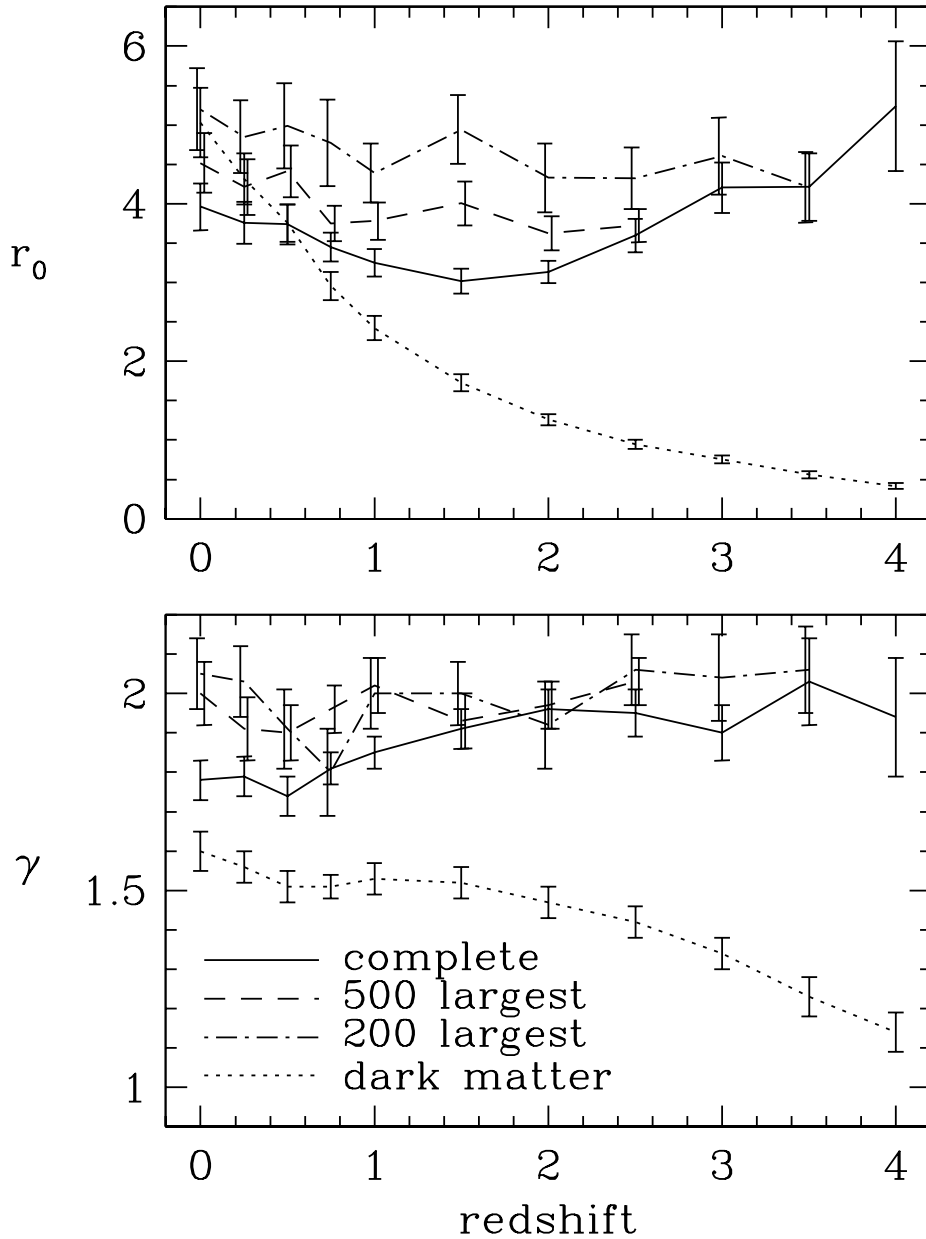 6
4
r₀
2
0
0 1 2 3 4
2
γ
1.5
complete
500 largest
200 largest
dark matter
1
0 1 2 3 4
redshift